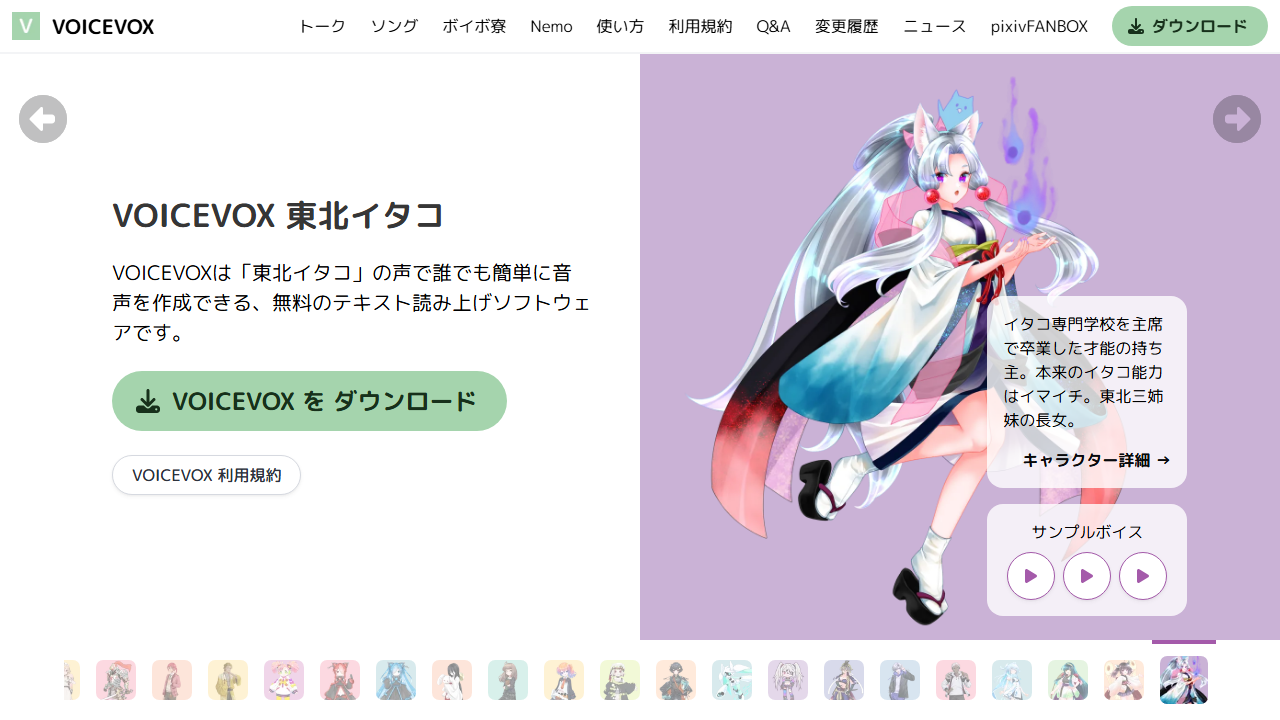 V VOICEVOX トーク ソング ボイボ寮 Nemo 使い方 利用規約 Q&A 変更履歴 ニュース pixivFANBOX ダウンロード
VOICEVOX 東北イタコ
VOICEVOXは「東北イタコ」の声で誰でも簡単に音
声を作成できる、無料のテキスト読み上げソフトウェ
アです。
VOICEVOX を ダウンロード
VOICEVOX 利用規約
イタコ専門学校を主席
で卒業した才能の持ち
主。本来のイタコ能力
はイマイチ。東北三姉
妹の長女。
キャラクター詳細 →
サンプルボイス